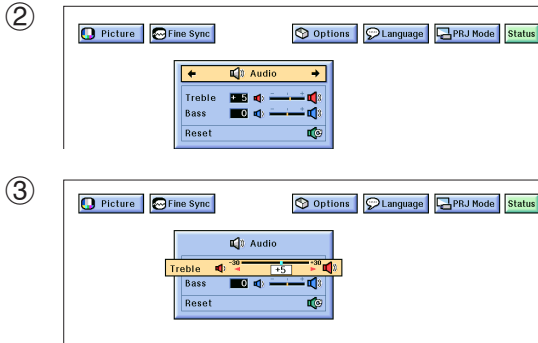 ②
Picture Fine Sync Options Language PRJ Mode Status
Audio
Treble + 5 - +
Bass 0 - +
Reset
③
Picture Fine Sync Options Language PRJ Mode Status
Audio
-30 +30
Treble +5
Bass 0 - +
Reset